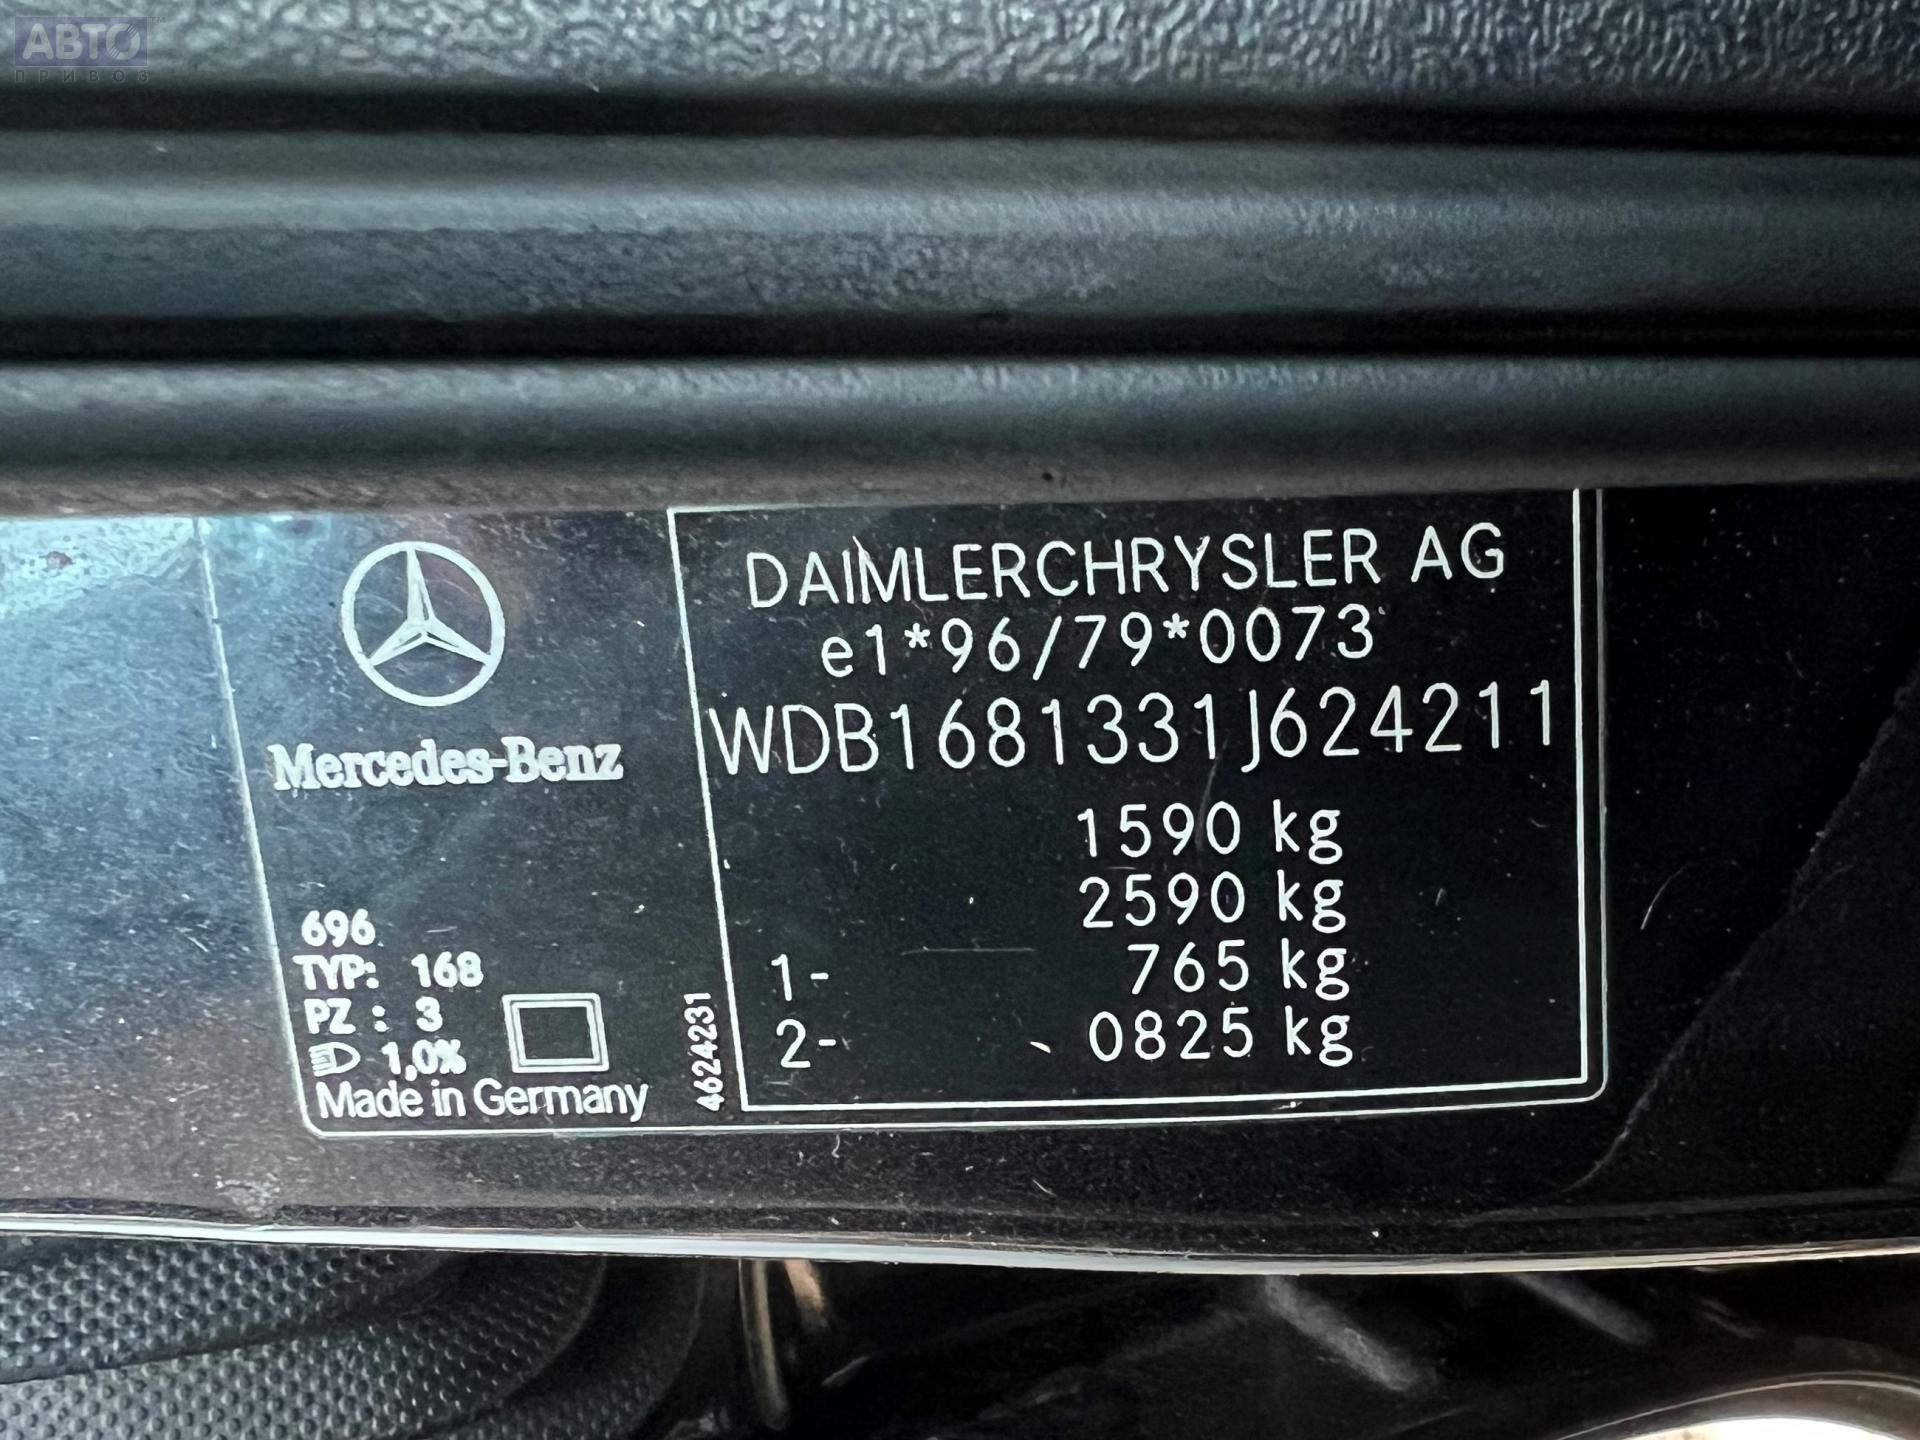 АВТО™
ПРИВОЗ
DAIMLERCHRYSLER AG
e1*96/79*0073
WDB1681331J624211
1590 kg
2590 kg
1- 765 kg
2- 0825 kg
Mercedes-Benz
696
TYP: 168
PZ : 3
1,0%
Made in Germany
4624231